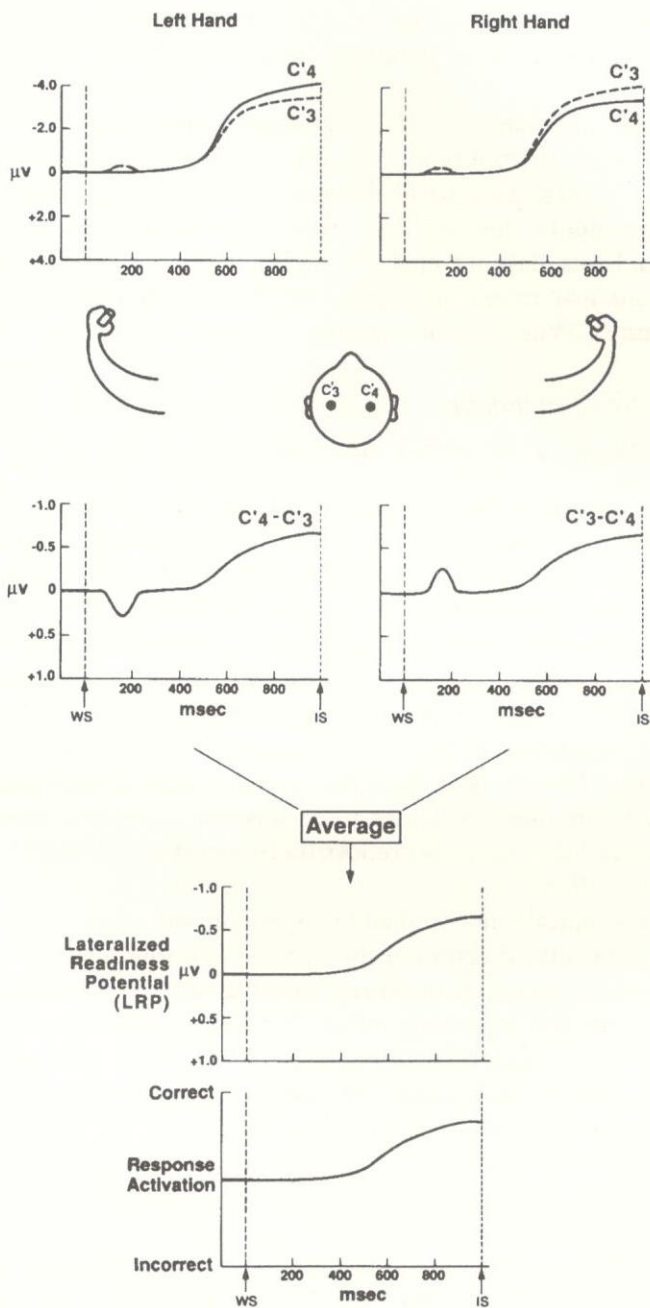 Left Hand Right Hand
-4.0 C'4 C'3
-2.0 C'3 C'4
μv 0
+2.0
+4.0
200 400 600 800 200 400 600 800
C'3 C'4
-1.0 C'4 - C'3 C'3-C'4
-0.5
μv 0
+0.5
+1.0
200 400 600 800 200 400 600 800
WS msec IS WS msec IS
Average
-1.0
Lateralized -0.5
Readiness
Potential μv 0
(LRP)
+0.5
+1.0
200 400 600 800
Correct
Response
Activation
Incorrect
200 400 600 800
WS msec IS